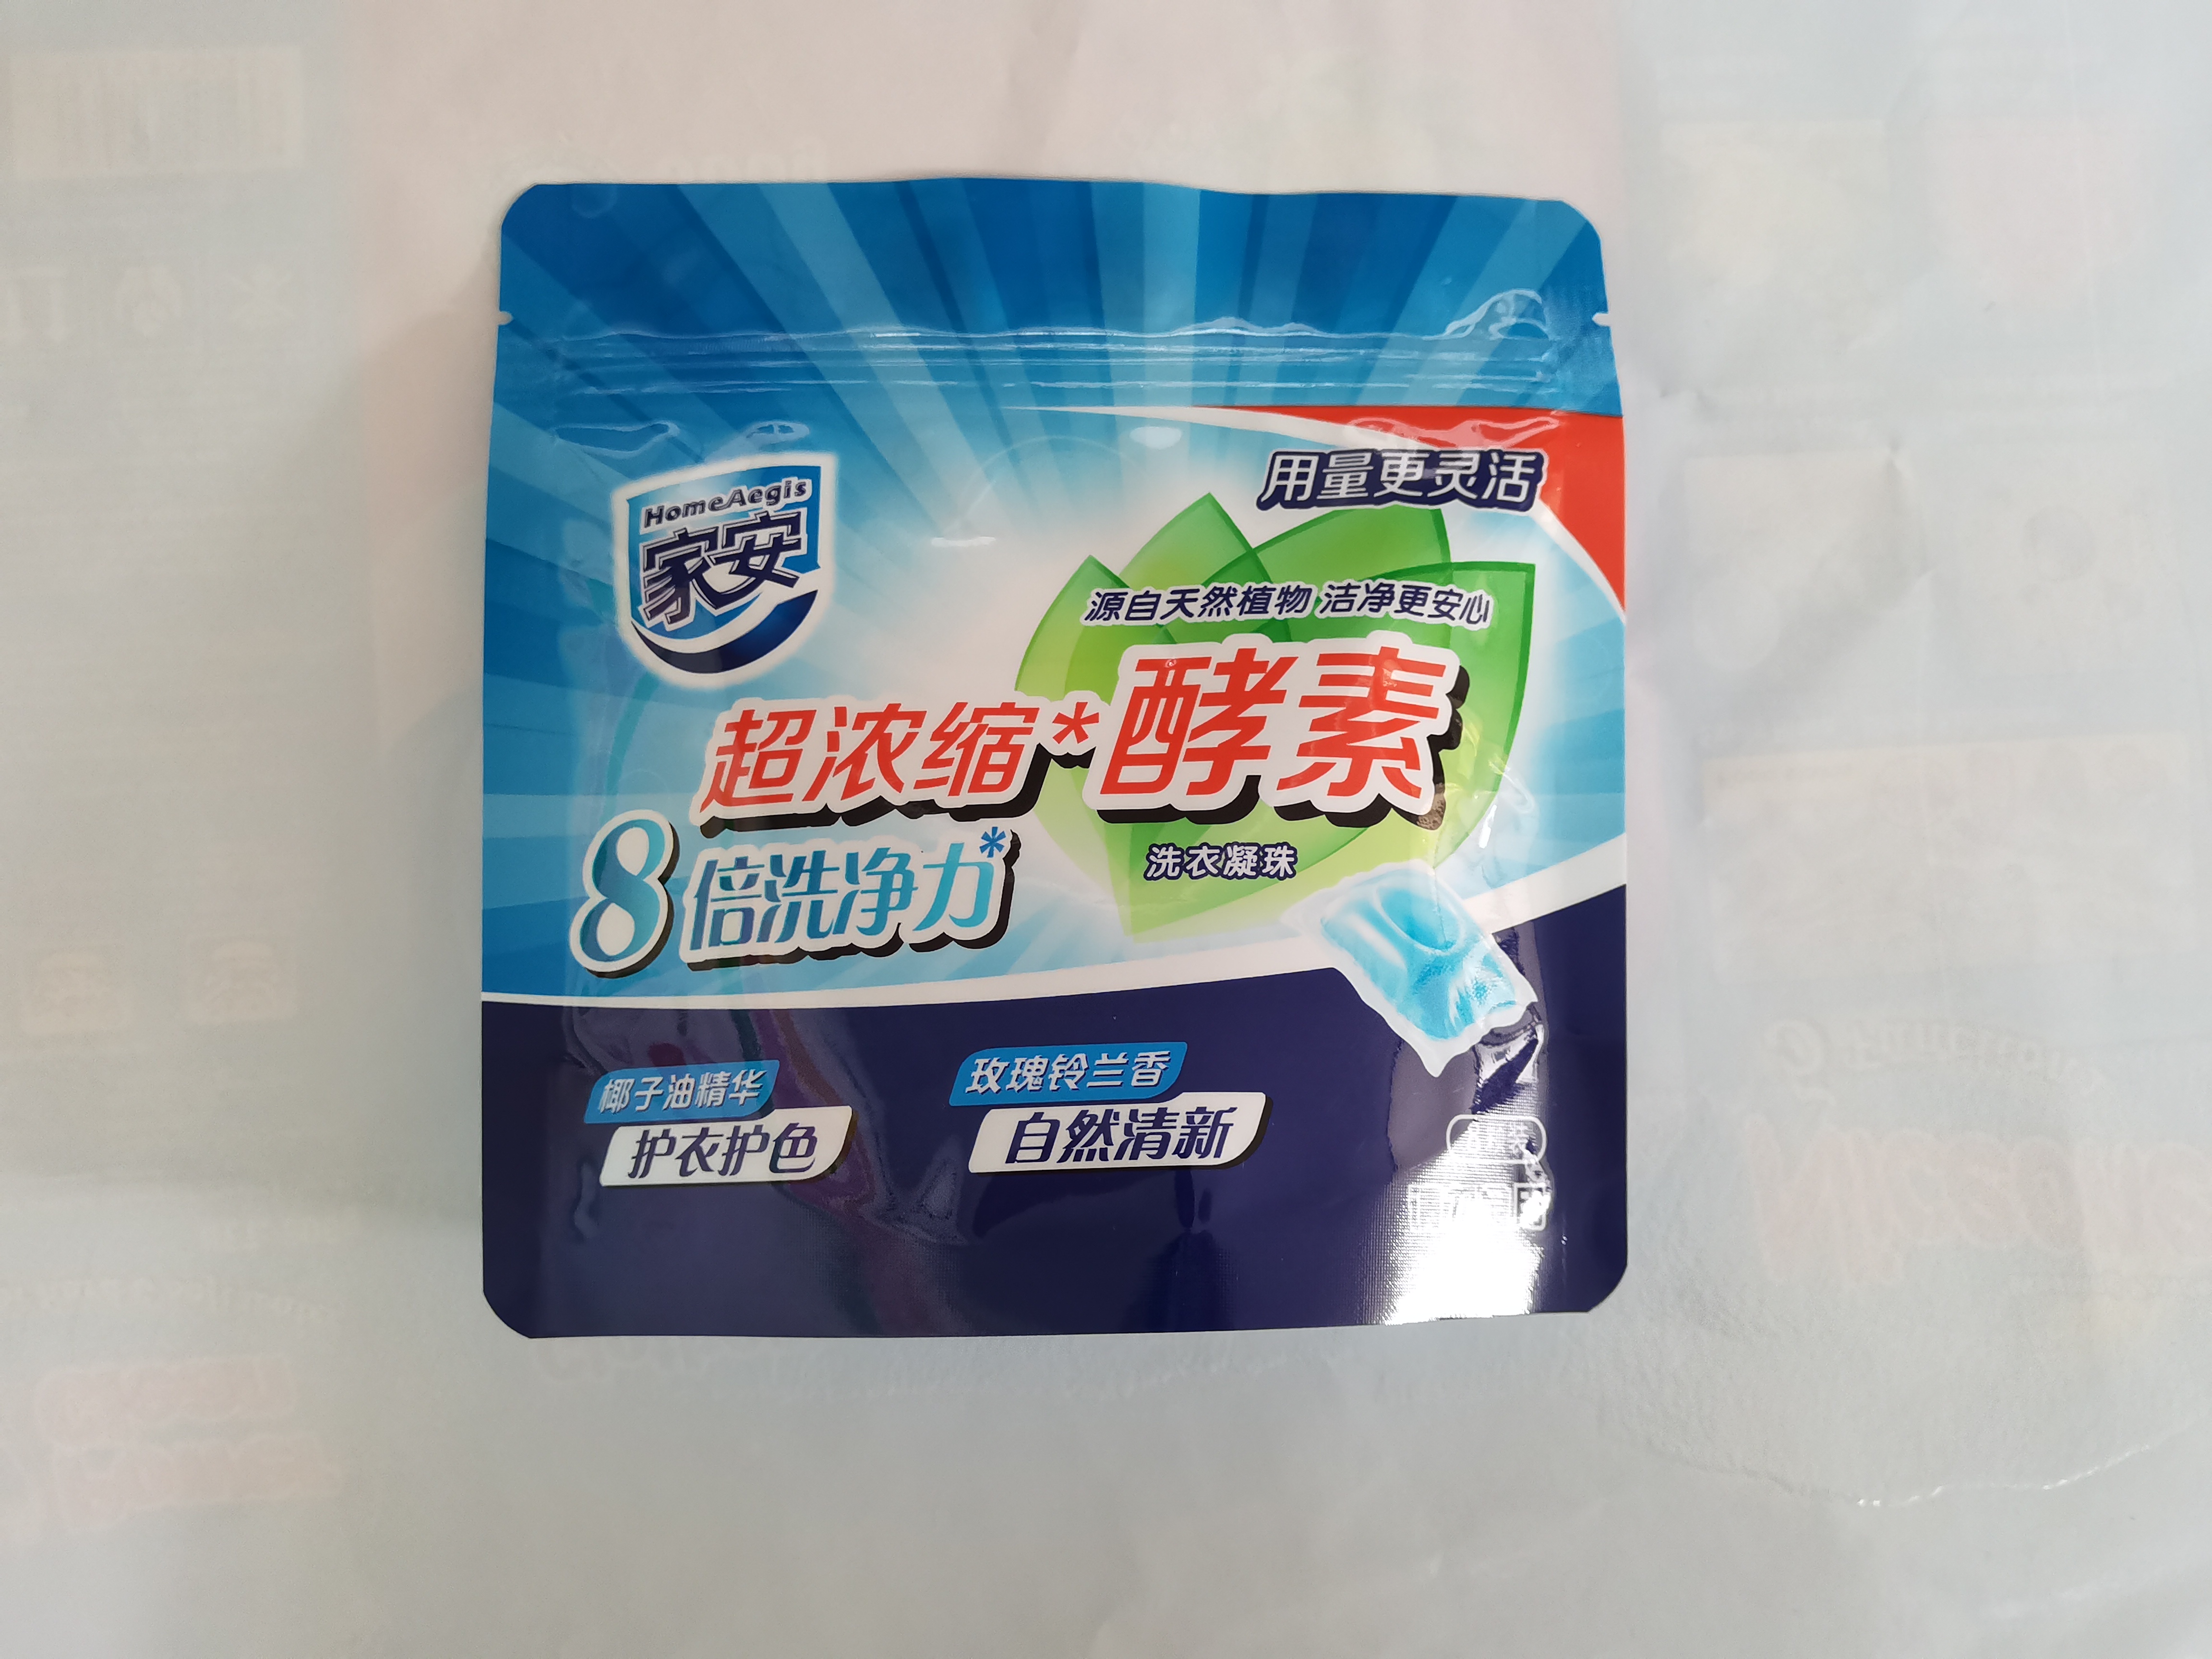 HomeAegis
家安
用量更灵活
源自天然植物 洁净更安心
超浓缩*酵素
8倍洗净力*
洗衣凝珠
椰子油精华
护衣护色
玫瑰铃兰香
自然清新